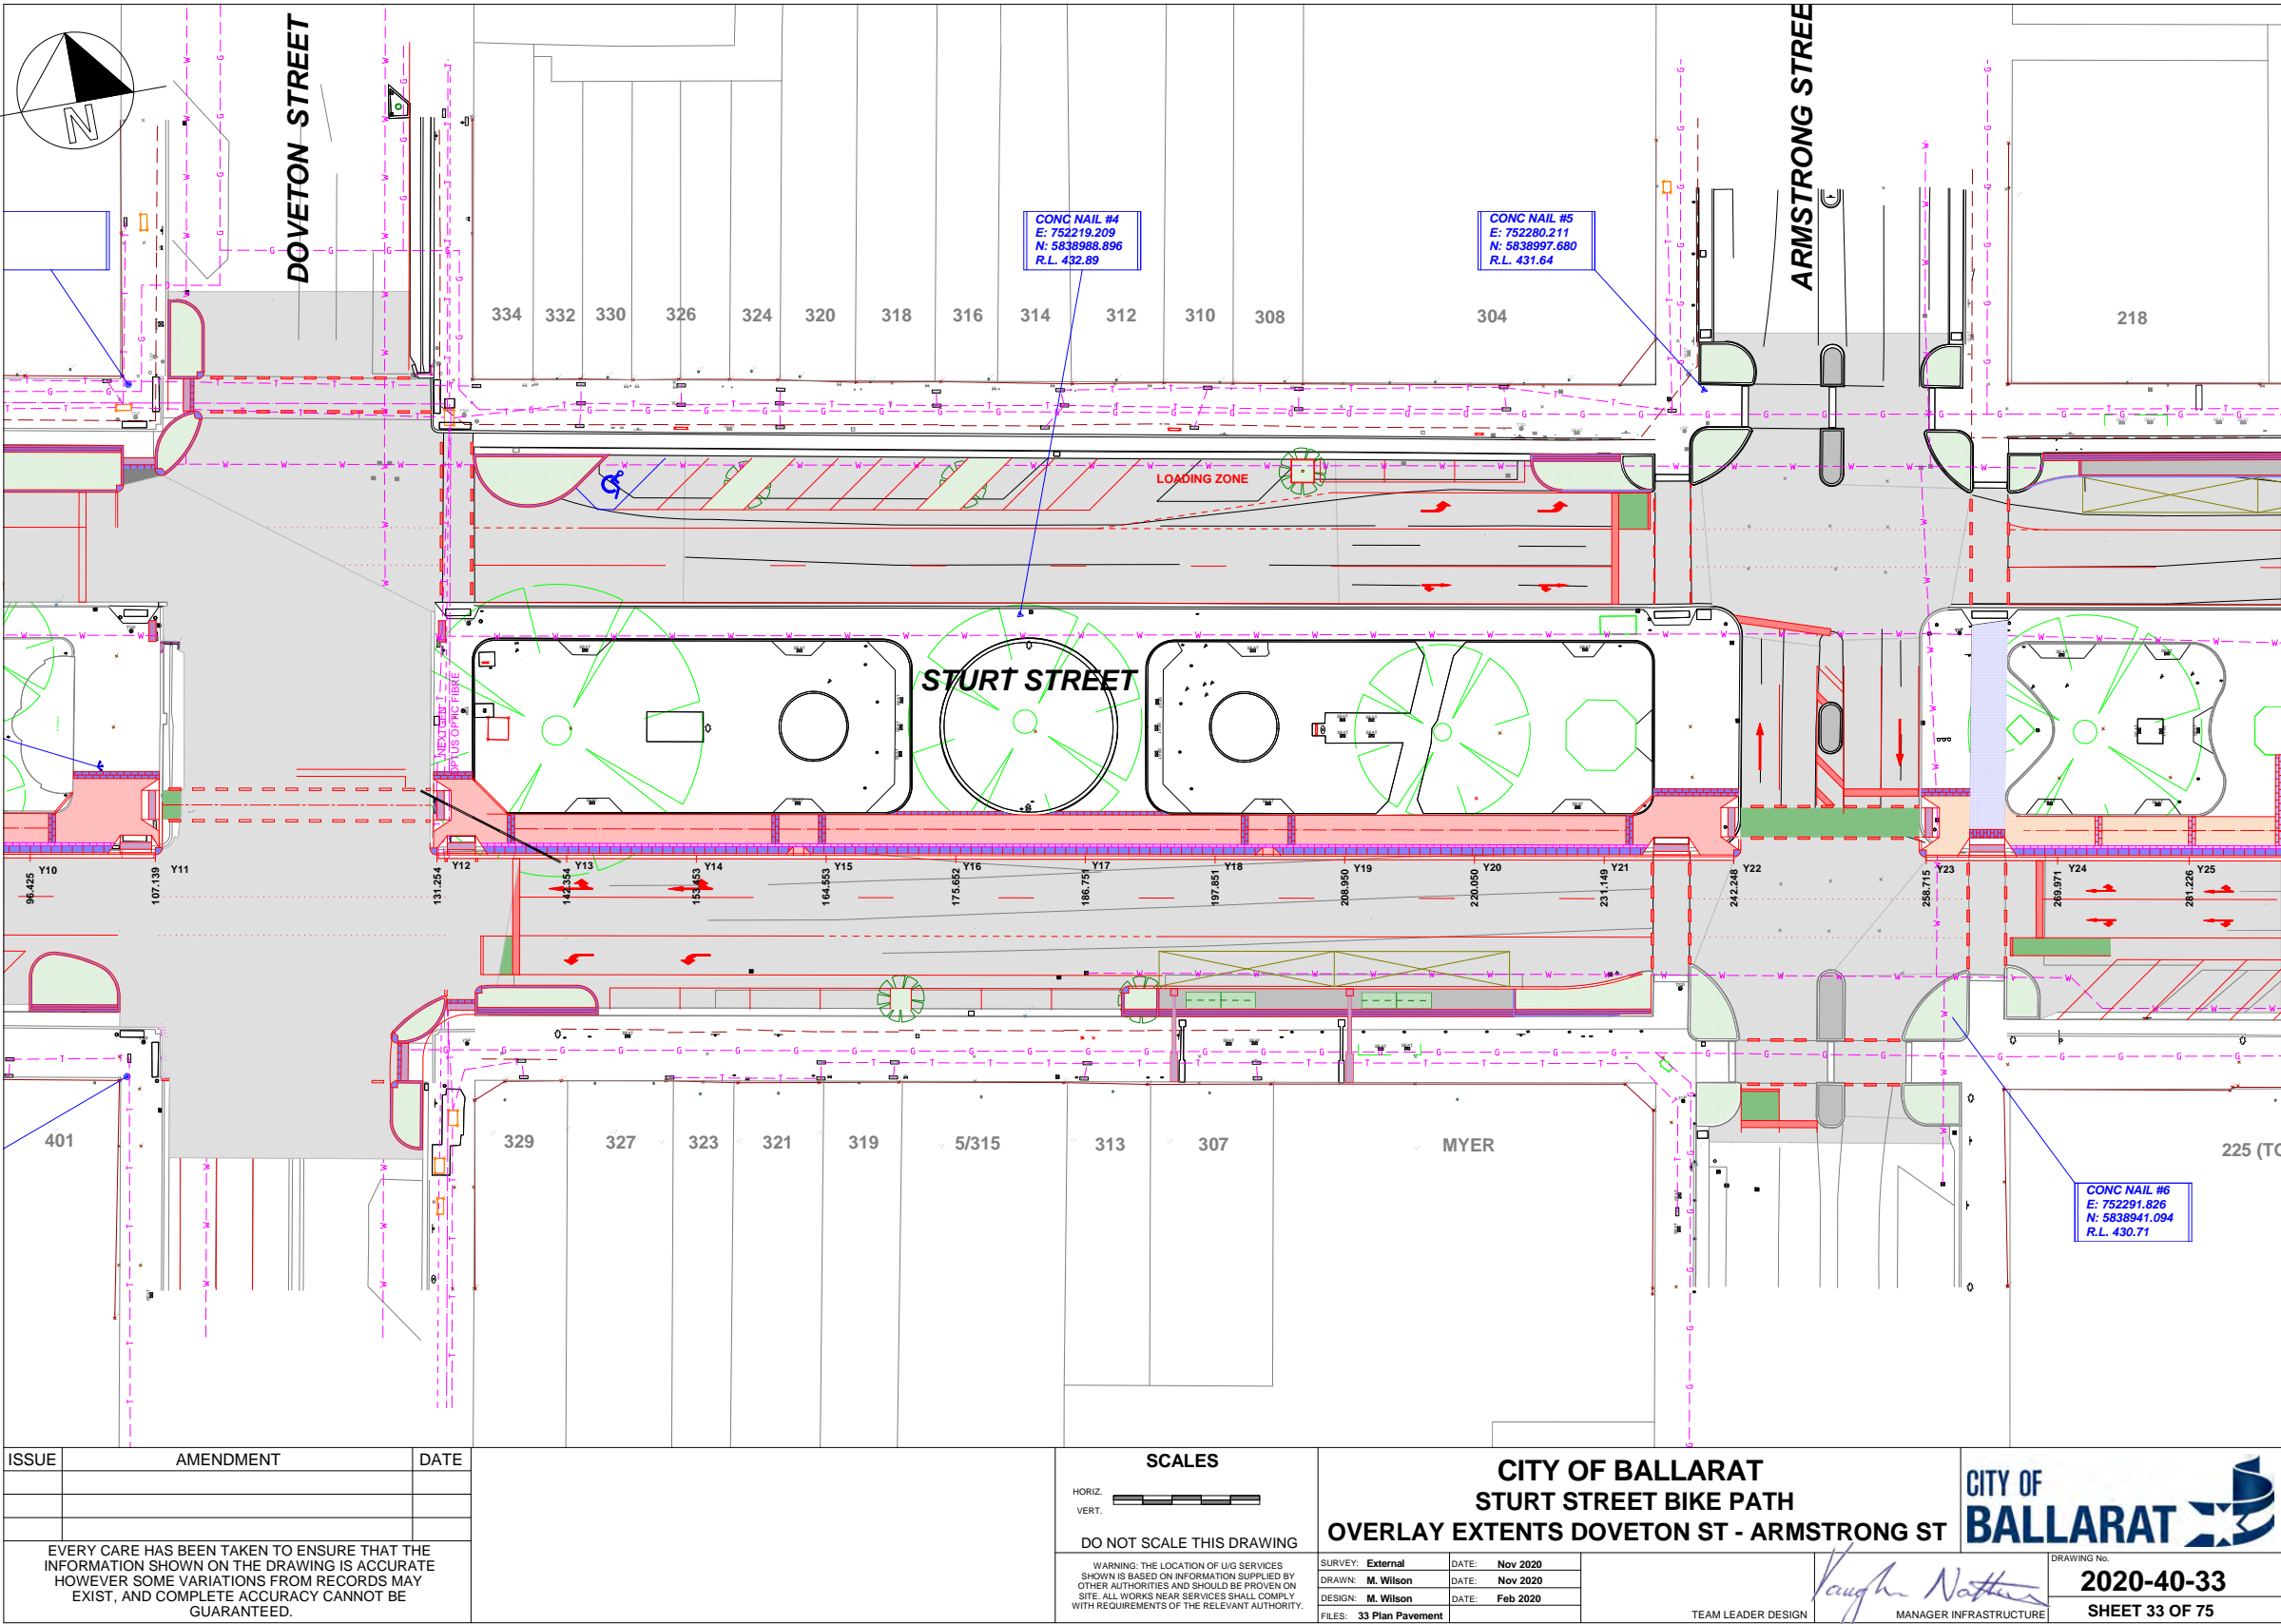 N
DOVETON STREET
ARMSTRONG STREE
CONC NAIL #4
E: 752219.209
N: 5838988.896
R.L. 432.89
CONC NAIL #5
E: 752280.211
N: 5838997.680
R.L. 431.64
334 332 330 326 324 320 318 316 314 312 310 308 304 218
LOADING ZONE
STURT STREET
NEXTGEN
OPTUS OPTIC FIBRE
Y10 Y11 Y12 Y13 Y14 Y15 Y16 Y17 Y18 Y19 Y20 Y21 Y22 Y23 Y24 Y25
96.425 107.139 131.254 142.354 153.453 164.553 175.652 186.751 197.851 208.950 220.050 231.149 242.248 258.715 269.971 281.226
401 329 327 323 321 319 5/315 313 307 MYER 225 (TO
CONC NAIL #6
E: 752291.826
N: 5838941.094
R.L. 430.71
ISSUE AMENDMENT DATE
EVERY CARE HAS BEEN TAKEN TO ENSURE THAT THE
INFORMATION SHOWN ON THE DRAWING IS ACCURATE
HOWEVER SOME VARIATIONS FROM RECORDS MAY
EXIST, AND COMPLETE ACCURACY CANNOT BE
GUARANTEED.
SCALES
HORIZ.
VERT.
DO NOT SCALE THIS DRAWING
WARNING: THE LOCATION OF U/G SERVICES
SHOWN IS BASED ON INFORMATION SUPPLIED BY
OTHER AUTHORITIES AND SHOULD BE PROVEN ON
SITE. ALL WORKS NEAR SERVICES SHALL COMPLY
WITH REQUIREMENTS OF THE RELEVANT AUTHORITY.
CITY OF BALLARAT
STURT STREET BIKE PATH
OVERLAY EXTENTS DOVETON ST - ARMSTRONG ST
SURVEY: External DATE: Nov 2020
DRAWN: M. Wilson DATE: Nov 2020
DESIGN: M. Wilson DATE: Feb 2020
FILES: 33 Plan Pavement
TEAM LEADER DESIGN
MANAGER INFRASTRUCTURE
CITY OF
BALLARAT
DRAWING No.
2020-40-33
SHEET 33 OF 75